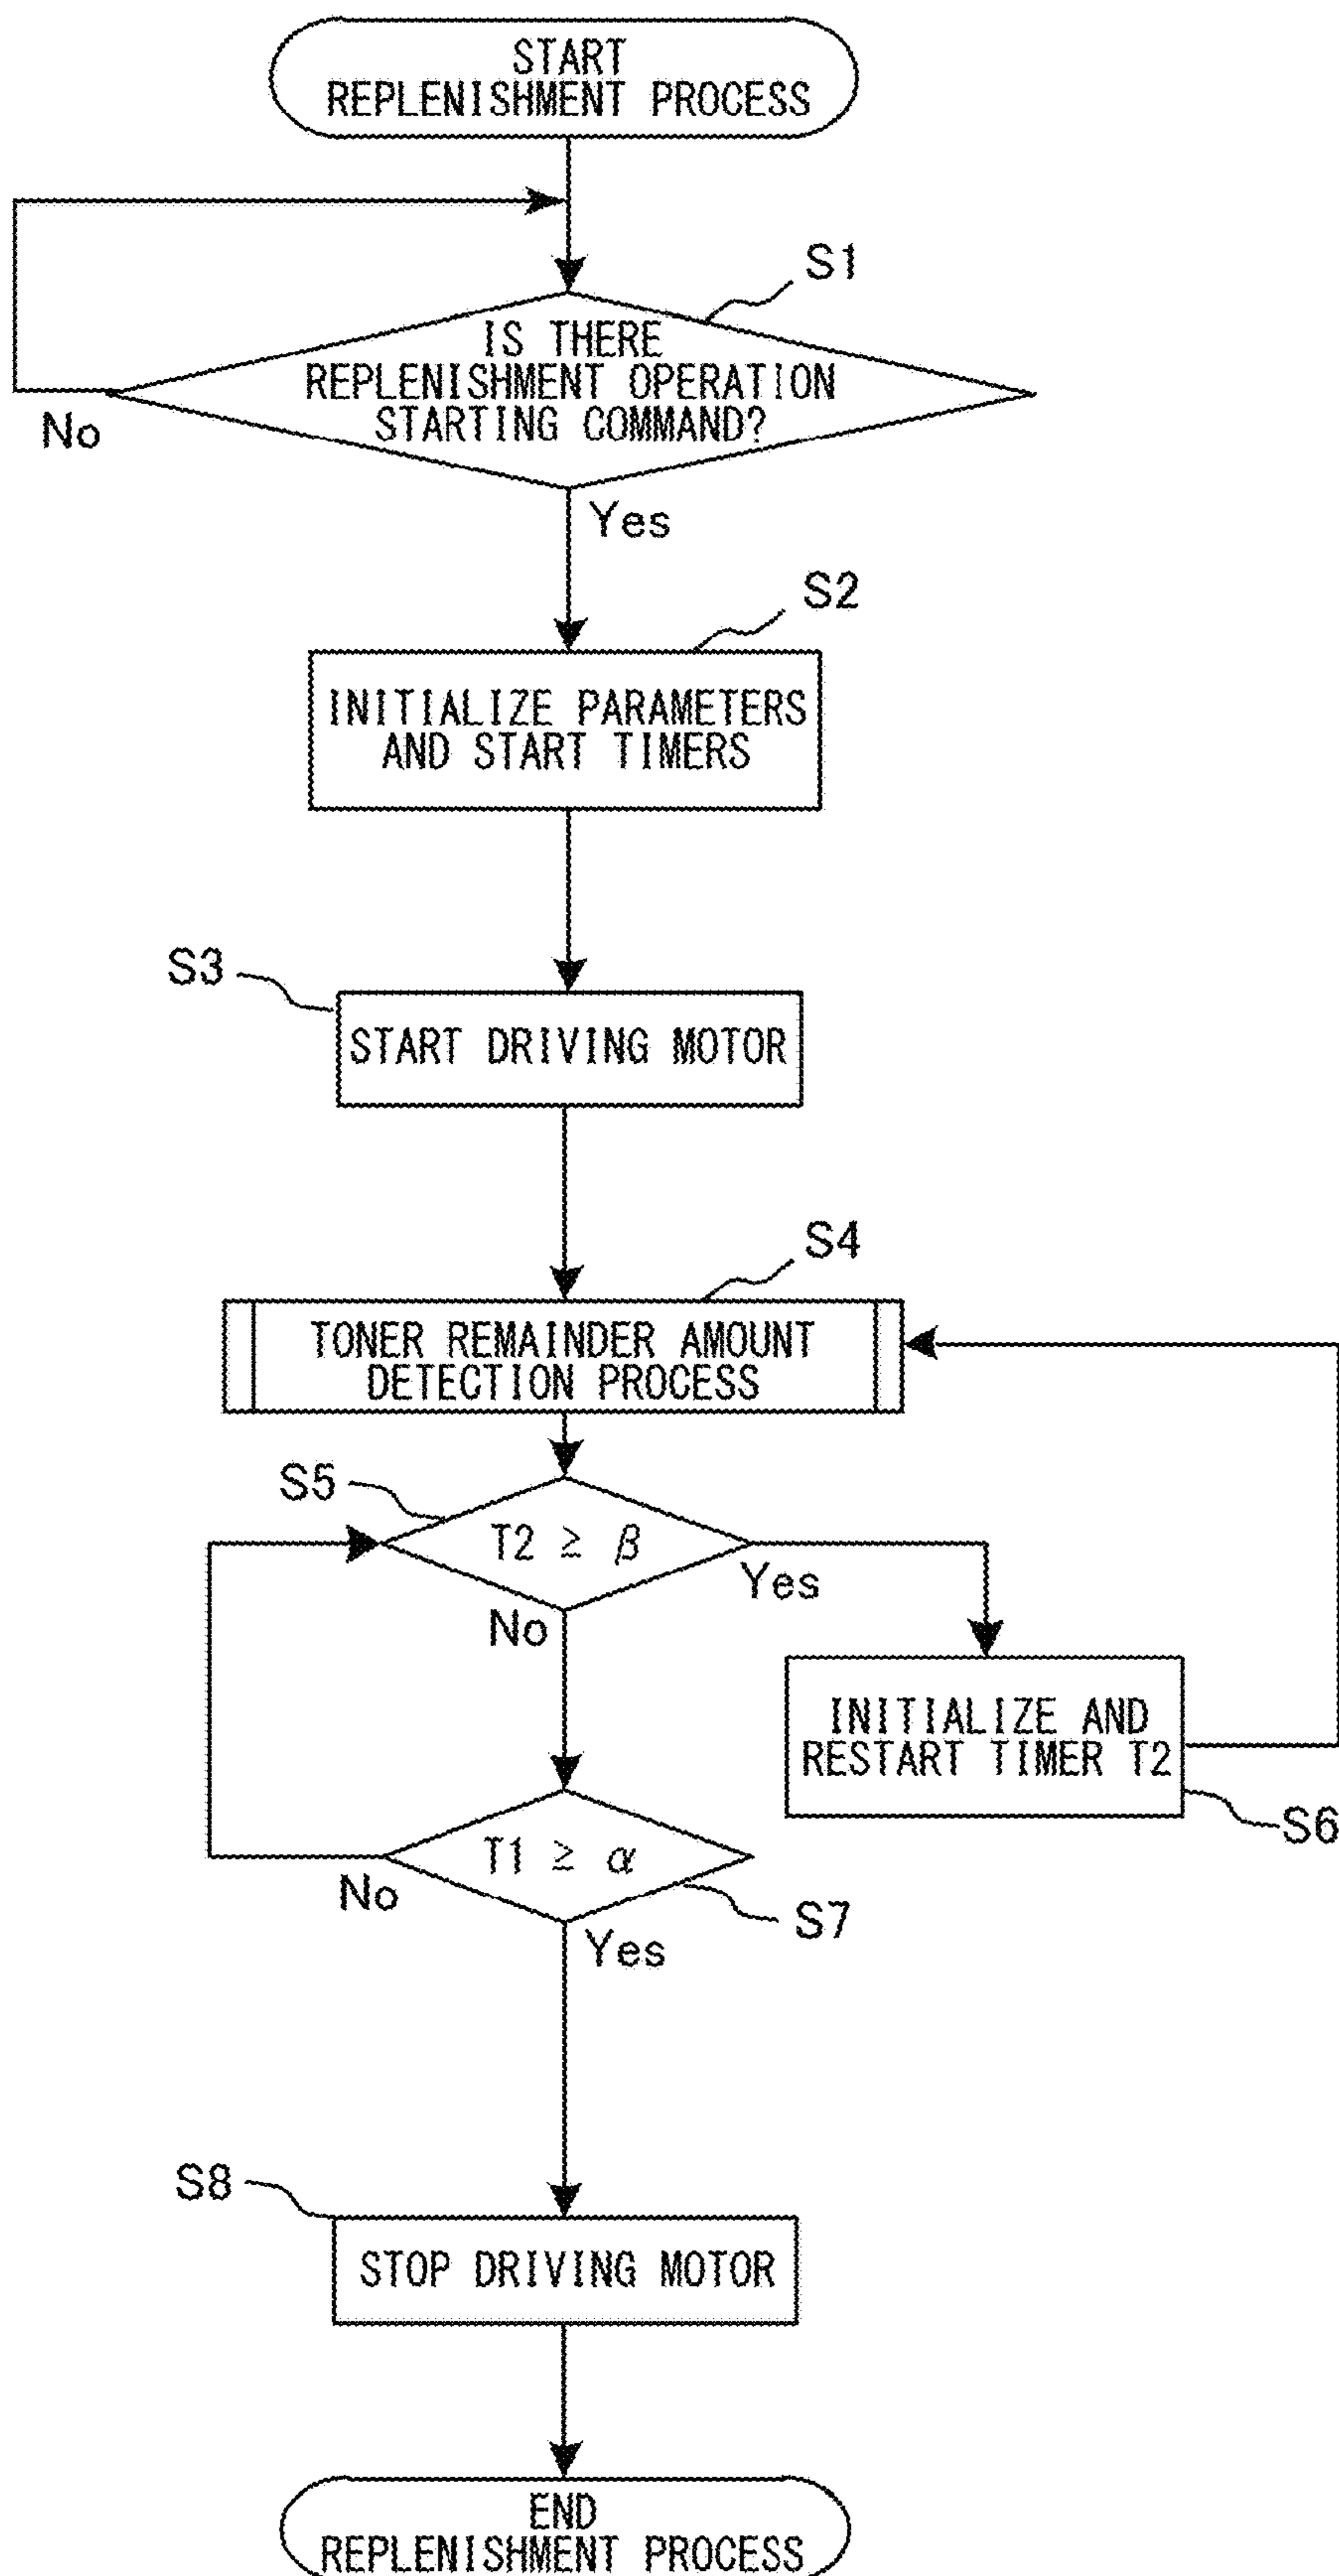 START
REPLENISHMENT PROCESS
S1
IS THERE
REPLENISHMENT OPERATION
STARTING COMMAND?
No
Yes
S2
INITIALIZE PARAMETERS
AND START TIMERS
S3
START DRIVING MOTOR
S4
TONER REMAINDER AMOUNT
DETECTION PROCESS
S5
T2 ≥ β
Yes
No
INITIALIZE AND
RESTART TIMER T2
S6
T1 ≥ α
No
S7
Yes
S8
STOP DRIVING MOTOR
END
REPLENISHMENT PROCESS